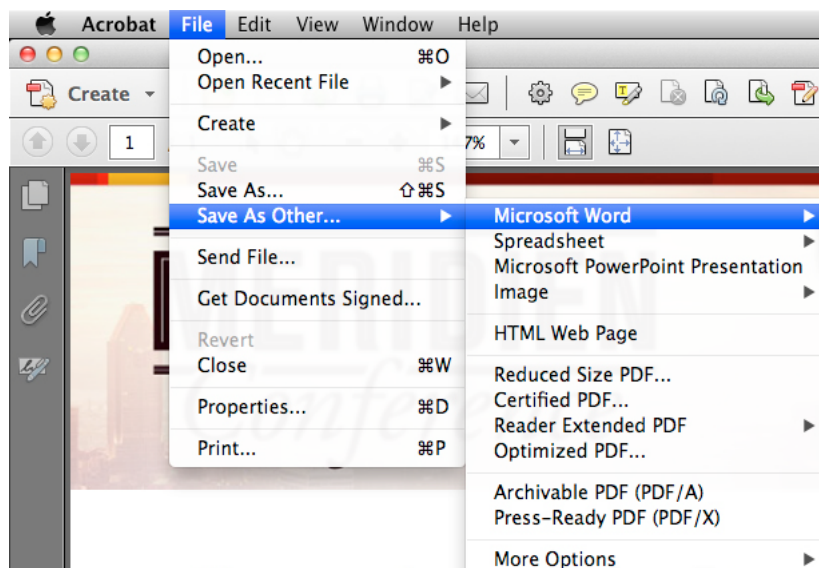 Acrobat File Edit View Window Help
Open... ⌘O
Open Recent File
Create
Create
1
7%
Save ⌘S
Save As... ⇧⌘S
Save As Other...
Send File...
Get Documents Signed...
Revert
Close ⌘W
Properties... ⌘D
Print... ⌘P
Microsoft Word
Spreadsheet
Microsoft PowerPoint Presentation
Image
HTML Web Page
Reduced Size PDF...
Certified PDF...
Reader Extended PDF
Optimized PDF...
Archivable PDF (PDF/A)
Press-Ready PDF (PDF/X)
More Options
MERIDIEN
Conference